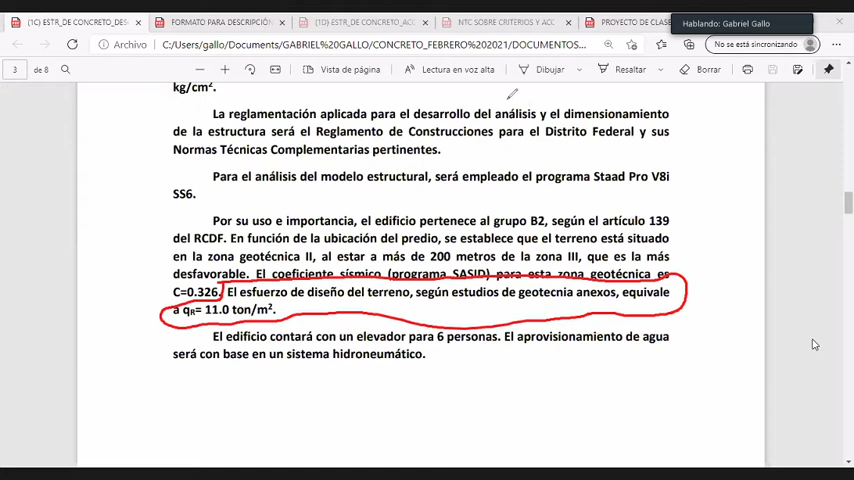 Hablando: Gabriel Gallo
(1C) ESTR_DE CONCRETO_DES
FORMATO PARA DESCRIPCIÓN
(1D) ESTR_DE CONCRETO_ACC
NTC SOBRE CRITERIOS Y ACC
PROYECTO DE CLASE
Archivo
C:/Users/gallo/Documents/GABRIEL%20GALLO/CONCRETO_FEBRERO%202021/DOCUMENTOS...
No se está sincronizando
3 de 8
Vista de página
Lectura en voz alta
Dibujar
Resaltar
Borrar
kg/cm².
La reglamentación aplicada para el desarrollo del análisis y el dimensionamiento
de la estructura será el Reglamento de Construcciones para el Distrito Federal y sus
Normas Técnicas Complementarias pertinentes.
Para el análisis del modelo estructural, será empleado el programa Staad Pro V8i
SS6.
Por su uso e importancia, el edificio pertenece al grupo B2, según el artículo 139
del RCDF. En función de la ubicación del predio, se establece que el terreno está situado
en la zona geotécnica II, al estar a más de 200 metros de la zona III, que es la más
desfavorable. El coeficiente sísmico (programa SASID) para esta zona geotécnica es
C=0.326. El esfuerzo de diseño del terreno, según estudios de geotecnia anexos, equivale
a qR= 11.0 ton/m².
El edificio contará con un elevador para 6 personas. El aprovisionamiento de agua
será con base en un sistema hidroneumático.